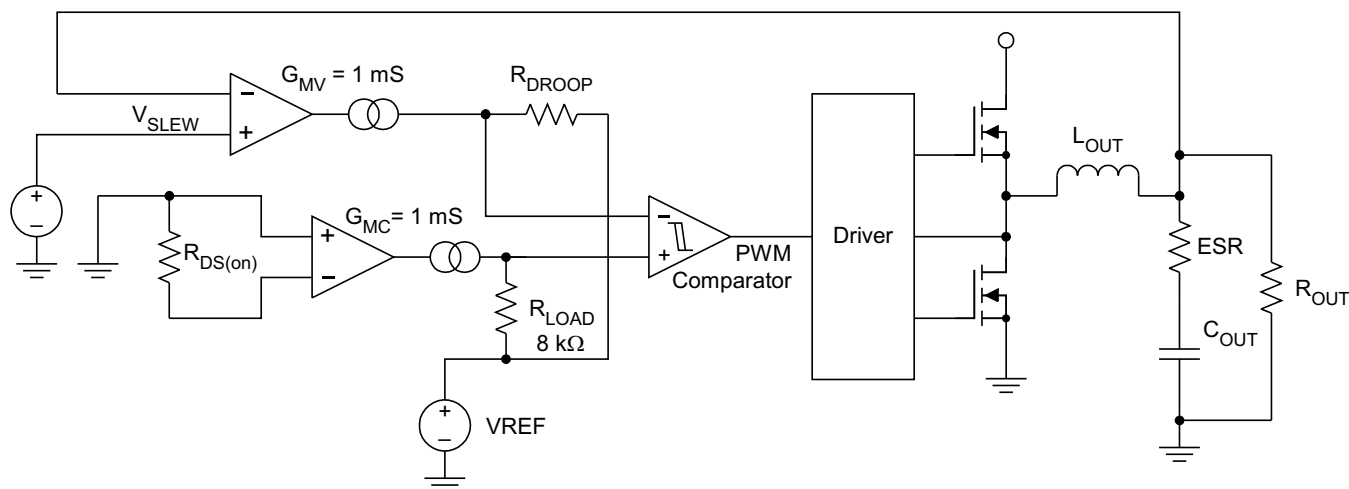 G_MV = 1 mS
R_DROOP
V_SLEW
−
+
+
−
G_MC = 1 mS
R_DS(on)
+
−
−
+
PWM
Comparator
Driver
L_OUT
ESR
R_OUT
C_OUT
R_LOAD
8 kΩ
+
−
VREF